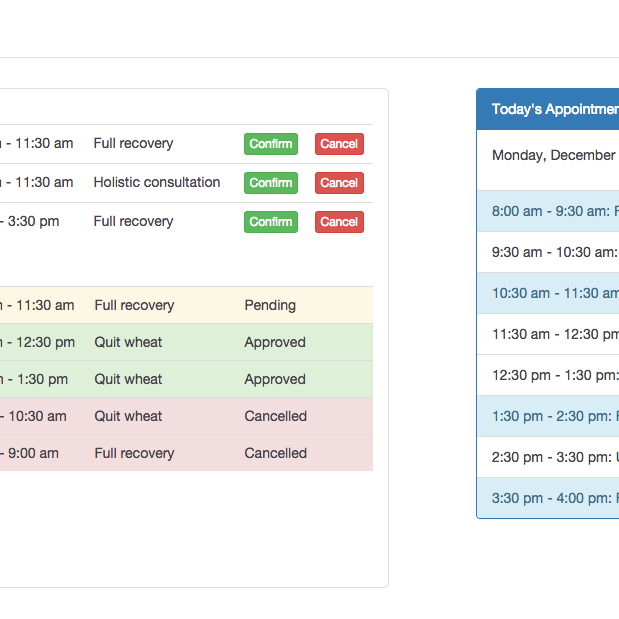 - 11:30 am Full recovery Confirm Cancel
- 11:30 am Holistic consultation Confirm Cancel
- 3:30 pm Full recovery Confirm Cancel
- 11:30 am Full recovery Pending
- 12:30 pm Quit wheat Approved
- 1:30 pm Quit wheat Approved
- 10:30 am Quit wheat Cancelled
- 9:00 am Full recovery Cancelled
Today's
Monday, December
8:00 am - 9:30 am:
9:30 am - 10:30 am:
10:30 am - 11:30 am
11:30 am - 12:30 pm
12:30 pm - 1:30 pm:
1:30 pm - 2:30 pm:
2:30 pm - 3:30 pm:
3:30 pm - 4:00 pm: